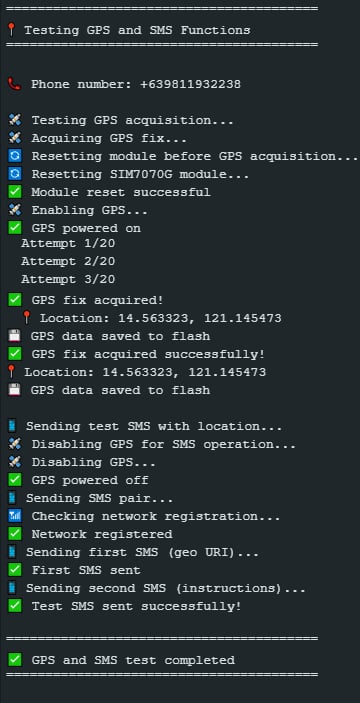 ========================================
📍 Testing GPS and SMS Functions
========================================
📞 Phone number: +639811932238
🛰️ Testing GPS acquisition...
🛰️ Acquiring GPS fix...
🔄 Resetting module before GPS acquisition...
🔄 Resetting SIM7070G module...
✅ Module reset successful
🛰️ Enabling GPS...
✅ GPS powered on
Attempt 1/20
Attempt 2/20
Attempt 3/20
✅ GPS fix acquired!
📍 Location: 14.563323, 121.145473
💾 GPS data saved to flash
✅ GPS fix acquired successfully!
📍 Location: 14.563323, 121.145473
💾 GPS data saved to flash
📱 Sending test SMS with location...
🛰️ Disabling GPS for SMS operation...
🛰️ Disabling GPS...
✅ GPS powered off
📱 Sending SMS pair...
📶 Checking network registration...
✅ Network registered
📱 Sending first SMS (geo URI)...
✅ First SMS sent
📱 Sending second SMS (instructions)...
✅ Test SMS sent successfully!
========================================
✅ GPS and SMS test completed
========================================